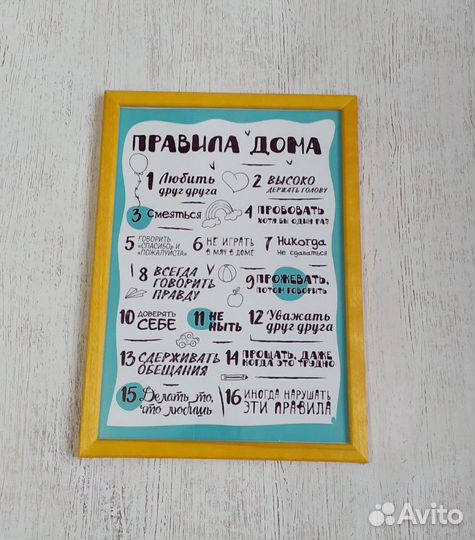 ПРАВИЛА ДОМА
1 Любить
друг друга
2 ВЫСОКО
ДЕРЖАТЬ ГОЛОВУ
3 Смеяться
4 ПРОБОВАТЬ
ХОТЯ БЫ ОДИН РАЗ
5 ГОВОРИТЬ
«СПАСИБО» И
«ПОЖАЛУЙСТА»
6 НЕ ИГРАТЬ
В МЯЧ В ДОМЕ
7 Никогда
не сдаваться
8 ВСЕГДА
ГОВОРИТЬ
ПРАВДУ
9 ПРОЖЕВАТЬ,
ПОТОМ ГОВОРИТЬ
10 ДОВЕРЯТЬ
СЕБЕ
11 НЕ
НЫТЬ
12 Уважать
друг друга
13 СДЕРЖИВАТЬ
ОБЕЩАНИЯ
14 ПРОЩАТЬ, ДАЖЕ
КОГДА ЭТО ТРУДНО
15 Делать то,
что любишь
16 ИНОГДА НАРУШАТЬ
ЭТИ ПРАВИЛА
Avito